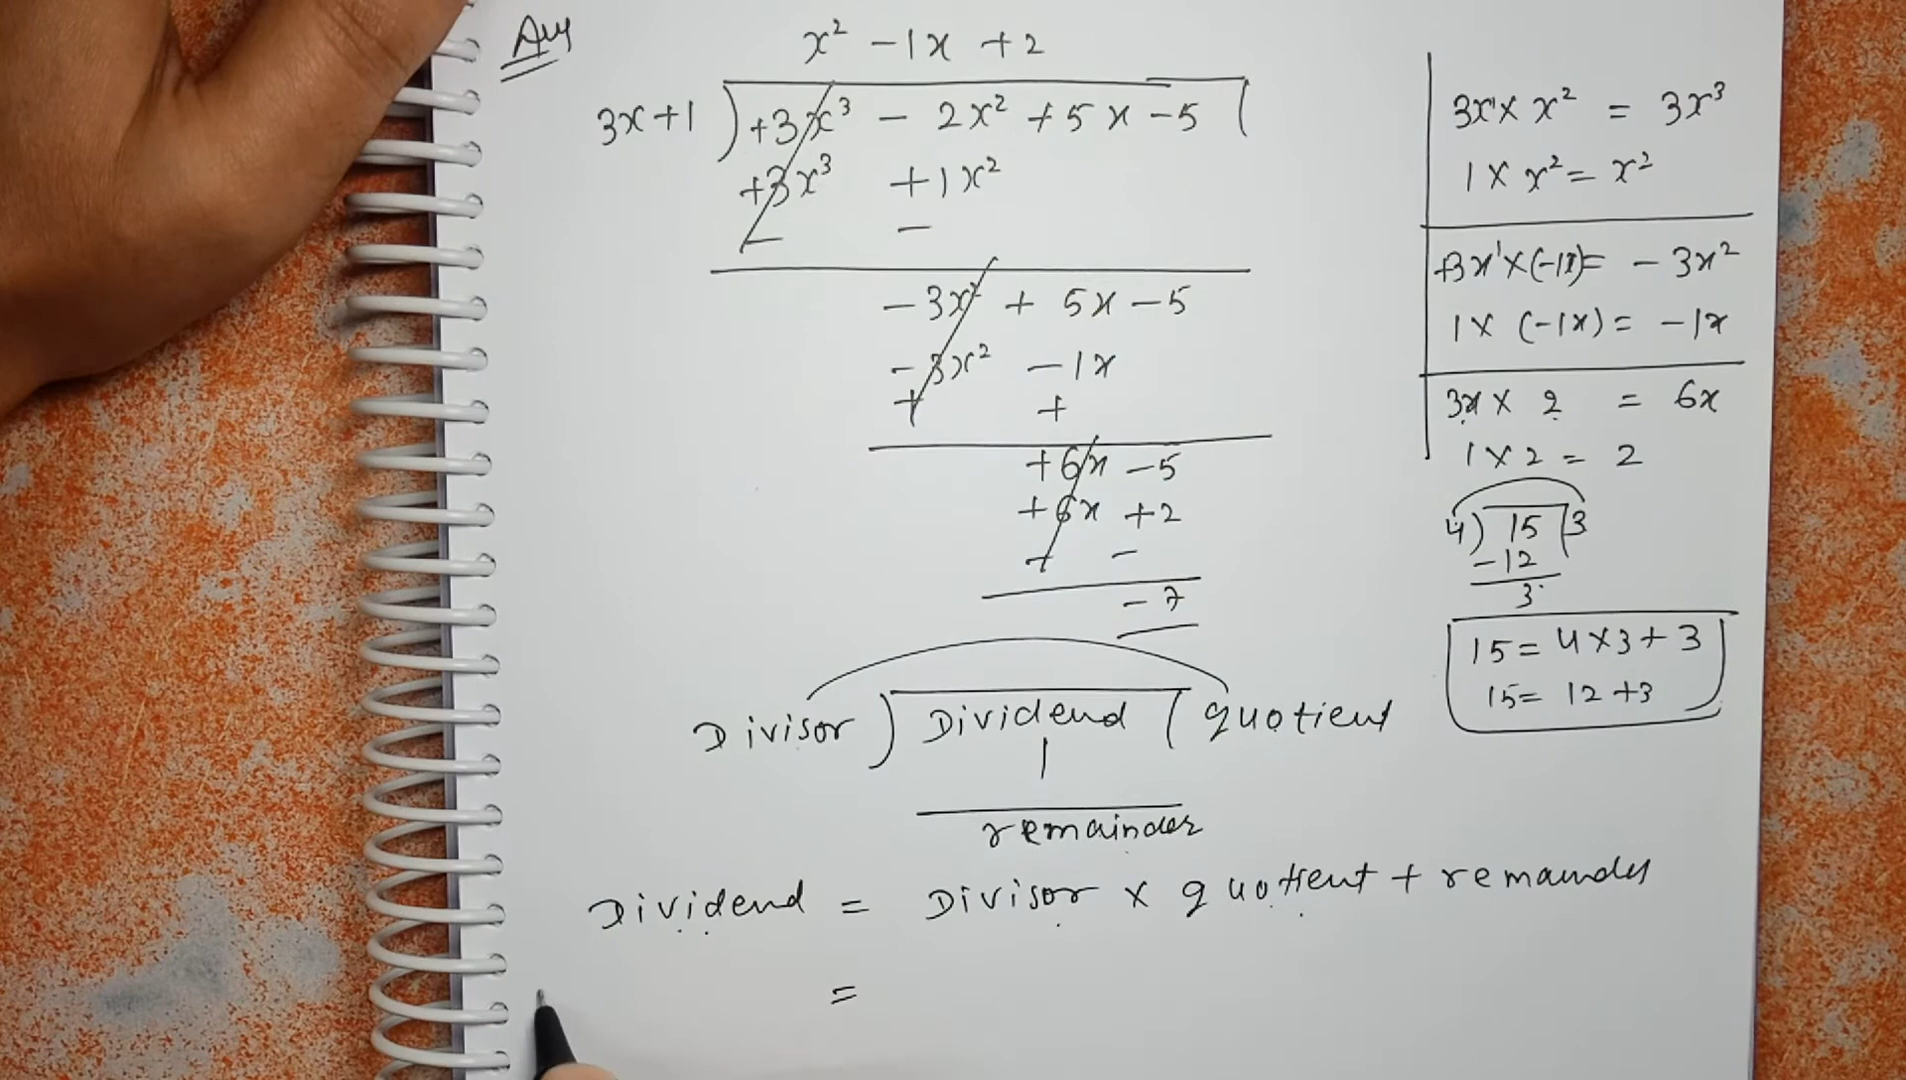 Ans
x² - 1x + 2
3x+1 ) +3x³ - 2x² + 5x - 5 (
+3x³ + 1x²
- -
- 3x² + 5x - 5
- 3x² - 1x
+ +
+6x - 5
+6x + 2
+ -
- 7
Divisor ) Dividend ( quotient
remainder
Dividend = Divisor x quotient + remainder
=
3x¹ x x² = 3x³
1 x x² = x²
+3x¹ x (-1x) = - 3x²
1 x (-1x) = - 1x
3x x 2 = 6x
1 x 2 = 2
4 ) 15 ( 3
- 12
3
15 = 4 x 3 + 3
15 = 12 + 3